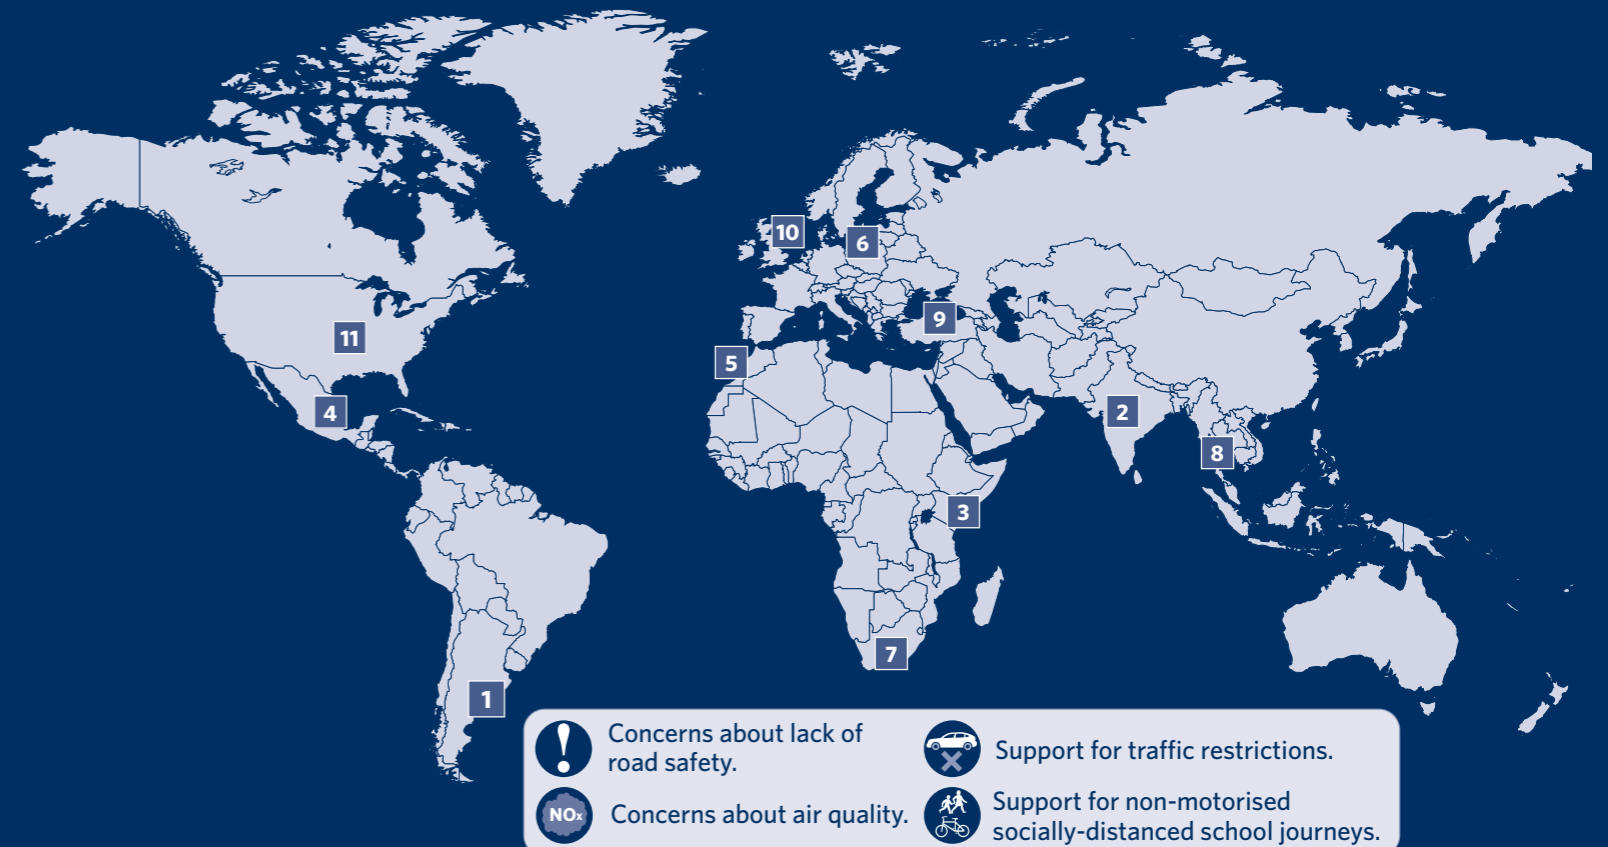 10
6
9
11
5
4
2
8
3
7
1
Concerns about lack of
road safety.
Support for traffic restrictions.
NOx
Concerns about air quality.
Support for non-motorised
socially-distanced school journeys.